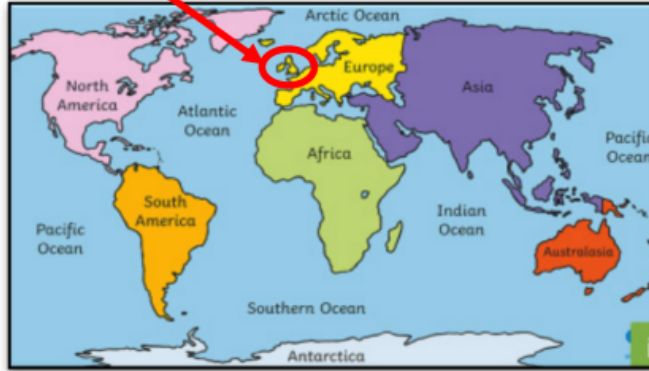 Arctic Ocean
North
America
Europe
Asia
Atlantic
Ocean
Pacific
Ocean
Africa
South
America
Indian
Ocean
Pacific
Ocean
Australasia
Southern Ocean
Antarctica